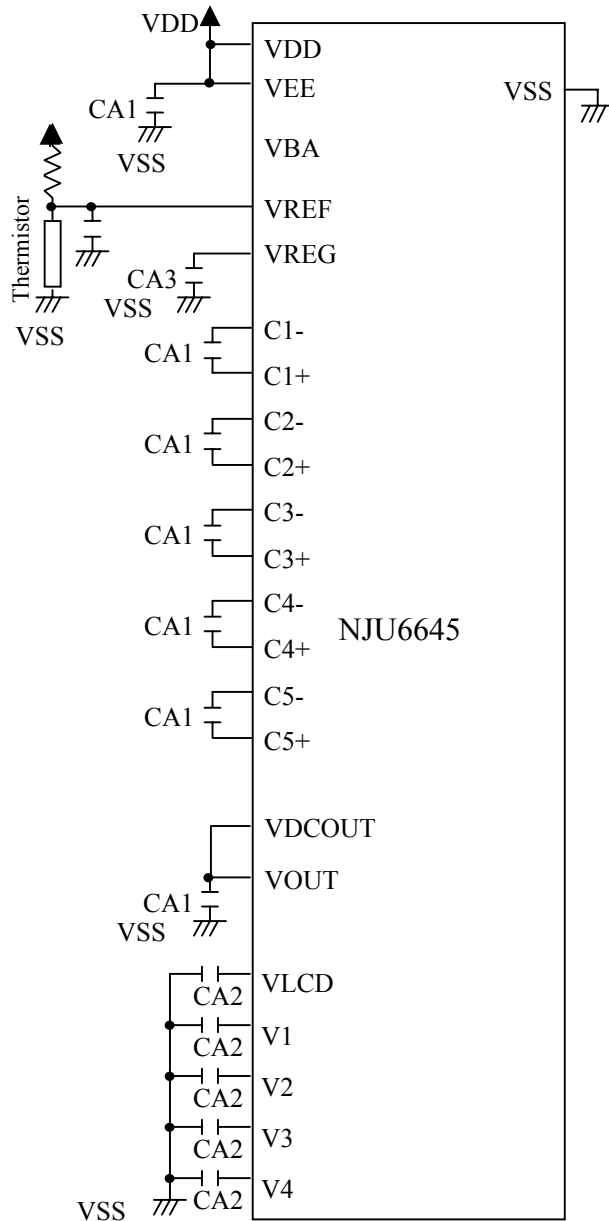 VDD
VDD
VEE
VSS
CA1
VSS
VBA
VREF
Thermistor
VREG
CA3
VSS
VSS
C1-
CA1
C1+
C2-
CA1
C2+
C3-
CA1
C3+
C4-
CA1
NJU6645
C4+
C5-
CA1
C5+
VDCOUT
VOUT
CA1
VSS
VLCD
CA2
V1
CA2
V2
CA2
V3
CA2
V4
CA2
VSS